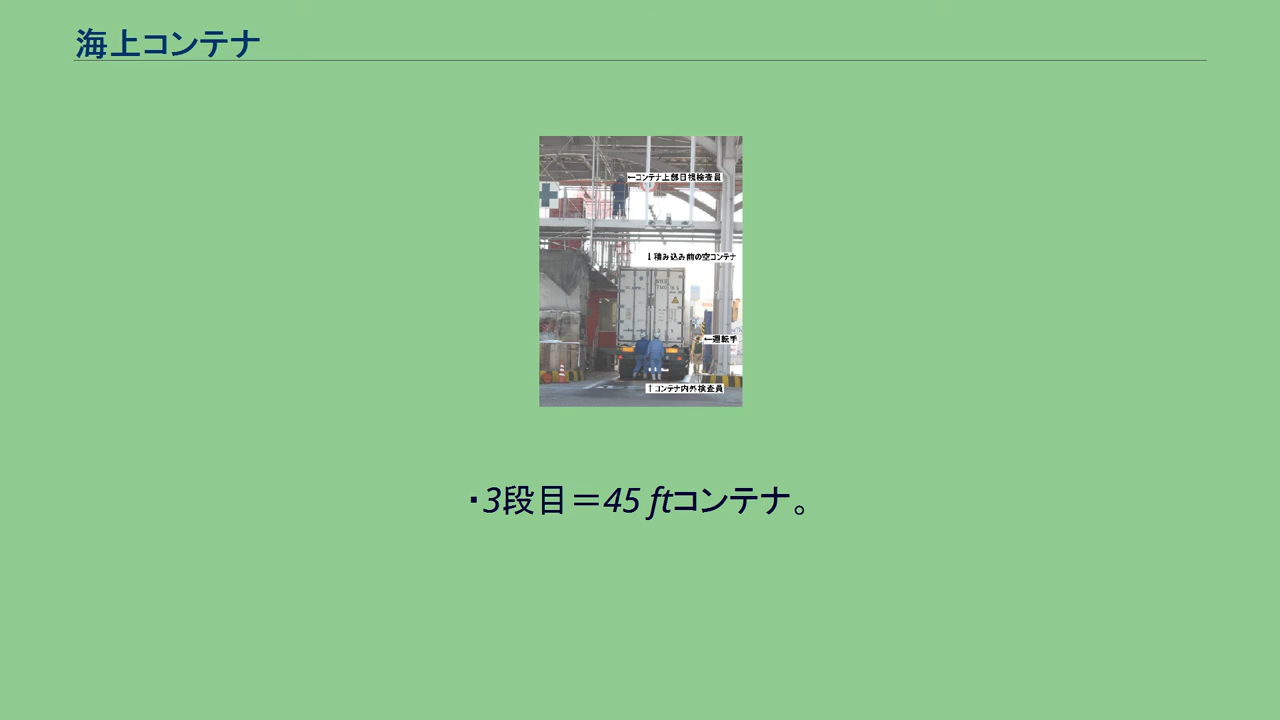 海上コンテナ
←コンテナ上部目視検査員
↓積み込み前の空コンテナ
←運転手
↑コンテナ内外検査員
・3段目＝45 ftコンテナ。